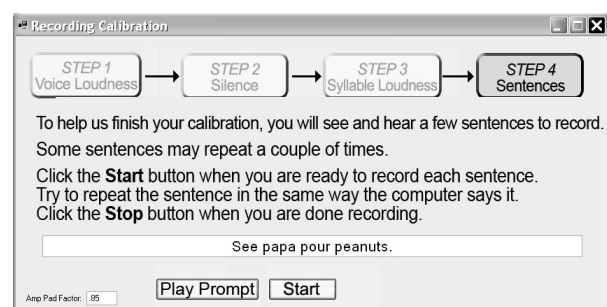 Recording Calibration
STEP 1 STEP 2 STEP 3 STEP 4
Voice Loudness Silence Syllable Loudness Sentences
To help us finish your calibration, you will see and hear a few sentences to record.
Some sentences may repeat a couple of times.
Click the Start button when you are ready to record each sentence.
Try to repeat the sentence in the same way the computer says it.
Click the Stop button when you are done recording.
See papa pour peanuts.
Play Prompt Start
Amp Pad Factor: .85